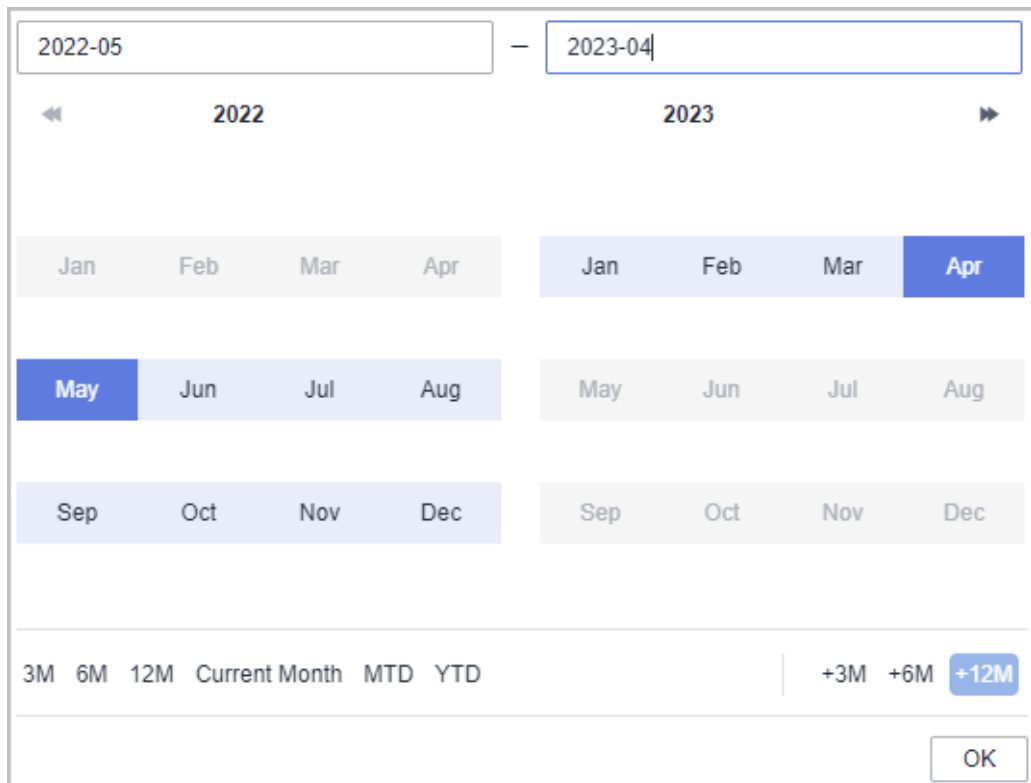 2022-05 – 2023-04
2022 2023
Jan Feb Mar Apr Jan Feb Mar Apr
May Jun Jul Aug May Jun Jul Aug
Sep Oct Nov Dec Sep Oct Nov Dec
3M 6M 12M Current Month MTD YTD +3M +6M +12M
OK